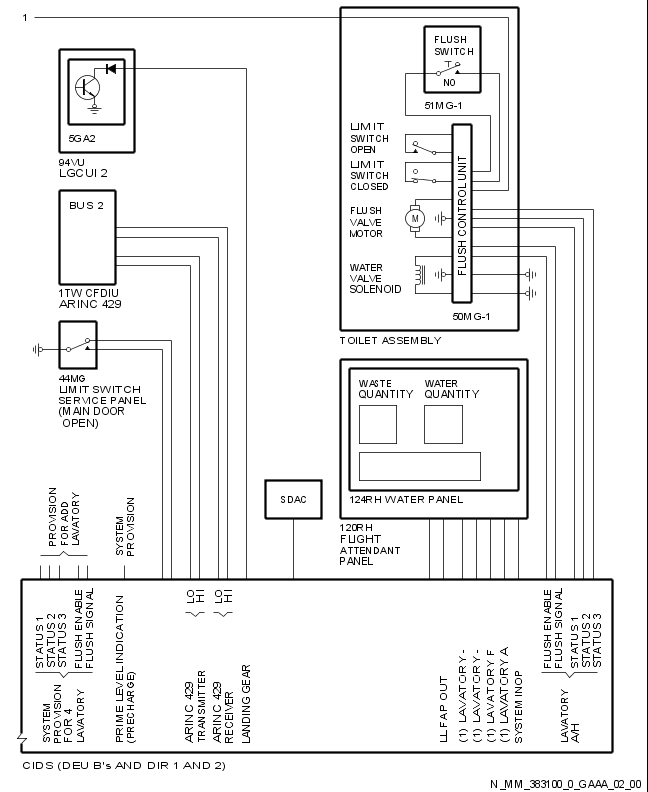 1
FLUSH
SWITCH
NO
51MG-1
5GA2
94VU
LGCUI 2
LIMIT
SWITCH
OPEN
LIMIT
SWITCH
CLOSED
FLUSH
VALVE
MOTOR
M
WATER
VALVE
SOLENOID
FLUSH CONTROL UNIT
50MG-1
TOILET ASSEMBLY
BUS 2
1TW CFDIU
ARINC 429
44MG
LIMIT SWITCH
SERVICE PANEL
(MAIN DOOR
OPEN)
WASTE
QUANTITY
WATER
QUANTITY
124RH WATER PANEL
120RH
FLIGHT
ATTENDANT
PANEL
SDAC
PROVISION
FOR ADD
LAVATORY
SYSTEM
PROVISION
STATUS 1
STATUS 2
STATUS 3
FLUSH ENABLE
FLUSH SIGNAL
SYSTEM
PROVISION
FOR 4
LAVATORY
PRIME LEVEL INDICATION
(PRECHARGE)
LO
HI
ARINC 429
TRANSMITTER
LO
HI
ARINC 429
RECEIVER
LANDING GEAR
LL FAP OUT
(1) LAVATORY -
(1) LAVATORY -
(1) LAVATORY F
(1) LAVATORY A
SYSTEM INOP
FLUSH ENABLE
FLUSH SIGNAL
STATUS 1
STATUS 2
STATUS 3
LAVATORY
A/H
CIDS (DEU B's AND DIR 1 AND 2)
N_MM_383100_0_GAAA_02_00